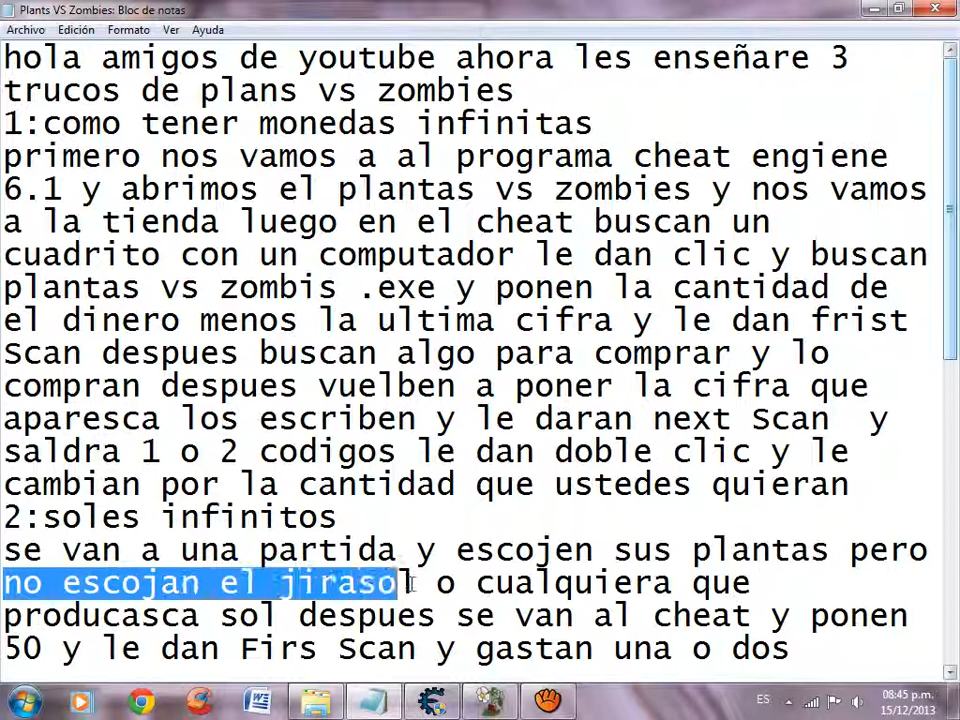 Plants VS Zombies: Bloc de notas
Archivo Edición Formato Ver Ayuda
hola amigos de youtube ahora les enseñare 3
trucos de plans vs zombies
1:como tener monedas infinitas
primero nos vamos a al programa cheat engiene
6.1 y abrimos el plantas vs zombies y nos vamos
a la tienda luego en el cheat buscan un
cuadrito con un computador le dan clic y buscan
plantas vs zombis .exe y ponen la cantidad de
el dinero menos la ultima cifra y le dan frist
Scan despues buscan algo para comprar y lo
compran despues vuelben a poner la cifra que
aparesca los escriben y le daran next Scan  y
saldra 1 o 2 codigos le dan doble clic y le
cambian por la cantidad que ustedes quieran
2:soles infinitos
se van a una partida y escojen sus plantas pero
no escojan el jirasol o cualquiera que
producasca sol despues se van al cheat y ponen
50 y le dan Firs Scan y gastan una o dos
ES 08:45 p.m.
15/12/2013